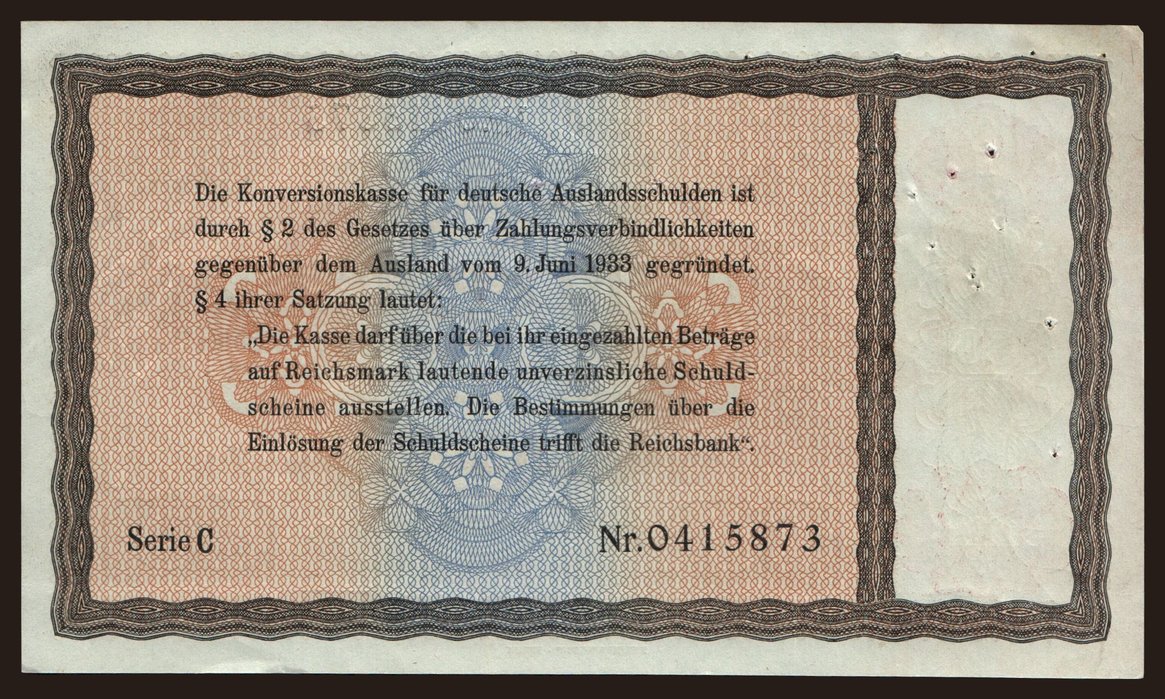 Die Konversionskasse für deutsche Auslandsschulden ist
durch § 2 des Gesetzes über Zahlungsverbindlichkeiten
gegenüber dem Ausland vom 9. Juni 1933 gegründet.
§ 4 ihrer Satzung lautet:
„Die Kasse darf über die bei ihr eingezahlten Beträge
auf Reichsmark lautende unverzinsliche Schuld-
scheine ausstellen. Die Bestimmungen über die
Einlösung der Schuldscheine trifft die Reichsbank“.
Serie C
Nr. 0415873